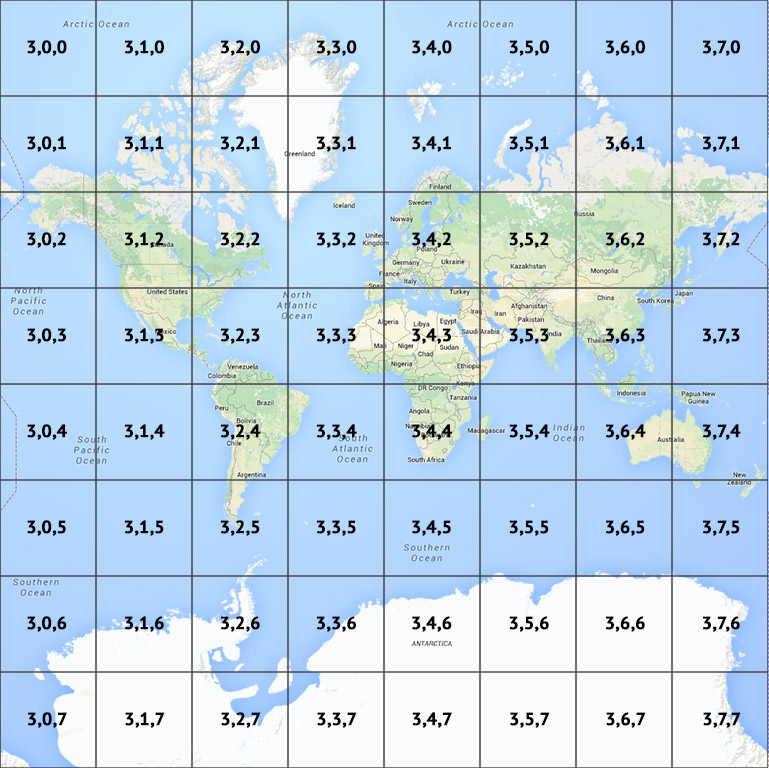 Arctic Ocean
Arctic Ocean
3,0,0
3,1,0
3,2,0
3,3,0
3,4,0
3,5,0
3,6,0
3,7,0
3,0,1
3,1,1
3,2,1
3,3,1
3,4,1
3,5,1
3,6,1
3,7,1
Greenland
Finland
Iceland
Sweden
Norway
Russia
United
Kingdom
3,0,2
3,1,2
3,2,2
3,3,2
3,4,2
3,5,2
3,6,2
3,7,2
Poland
Germany
Ukraine
Kazakhstan
France
Mongolia
Italy
Spain
United States
Turkey
China
Japan
South Korea
North
Pacific
Ocean
North
Atlantic
Ocean
Afghanistan
Iraq
Iran
Pakistan
Algeria
Libya
Egypt
3,0,3
3,1,3
3,2,3
3,3,3
3,4,3
3,5,3
3,6,3
3,7,3
Saudi Arabia
Mali
Niger
Sudan
Chad
Nigeria
Ethiopia
Venezuela
Colombia
DR Congo
Kenya
Tanzania
Indonesia
Papua New
Guinea
Peru
Brazil
Angola
Bolivia
3,0,4
3,1,4
3,2,4
3,3,4
3,4,4
3,5,4
3,6,4
3,7,4
Madagascar
Indian
Ocean
Australia
Chile
South
Pacific
Ocean
South
Atlantic
Ocean
South Africa
Argentina
New
Zealand
3,0,5
3,1,5
3,2,5
3,3,5
3,4,5
3,5,5
3,6,5
3,7,5
Southern
Ocean
Southern
Ocean
3,0,6
3,1,6
3,2,6
3,3,6
3,4,6
3,5,6
3,6,6
3,7,6
ANTARCTICA
3,0,7
3,1,7
3,2,7
3,3,7
3,4,7
3,5,7
3,6,7
3,7,7